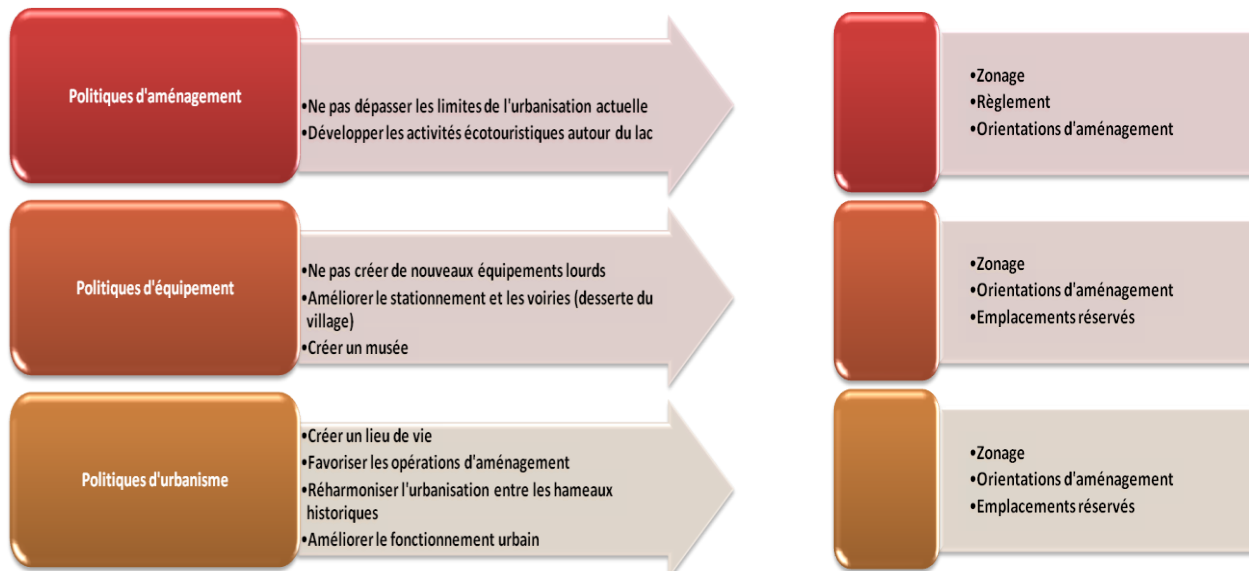 Politiques d'aménagement
•Ne pas dépasser les limites de l'urbanisation actuelle
•Développer les activités écotouristiques autour du lac
•Zonage
•Règlement
•Orientations d'aménagement
Politiques d'équipement
•Ne pas créer de nouveaux équipements lourds
•Améliorer le stationnement et les voiries (desserte du
village)
•Créer un musée
•Zonage
•Orientations d'aménagement
•Emplacements réservés
Politiques d'urbanisme
•Créer un lieu de vie
•Favoriser les opérations d'aménagement
•Réharmoniser l'urbanisation entre les hameaux
historiques
•Améliorer le fonctionnement urbain
•Zonage
•Orientations d'aménagement
•Emplacements réservés